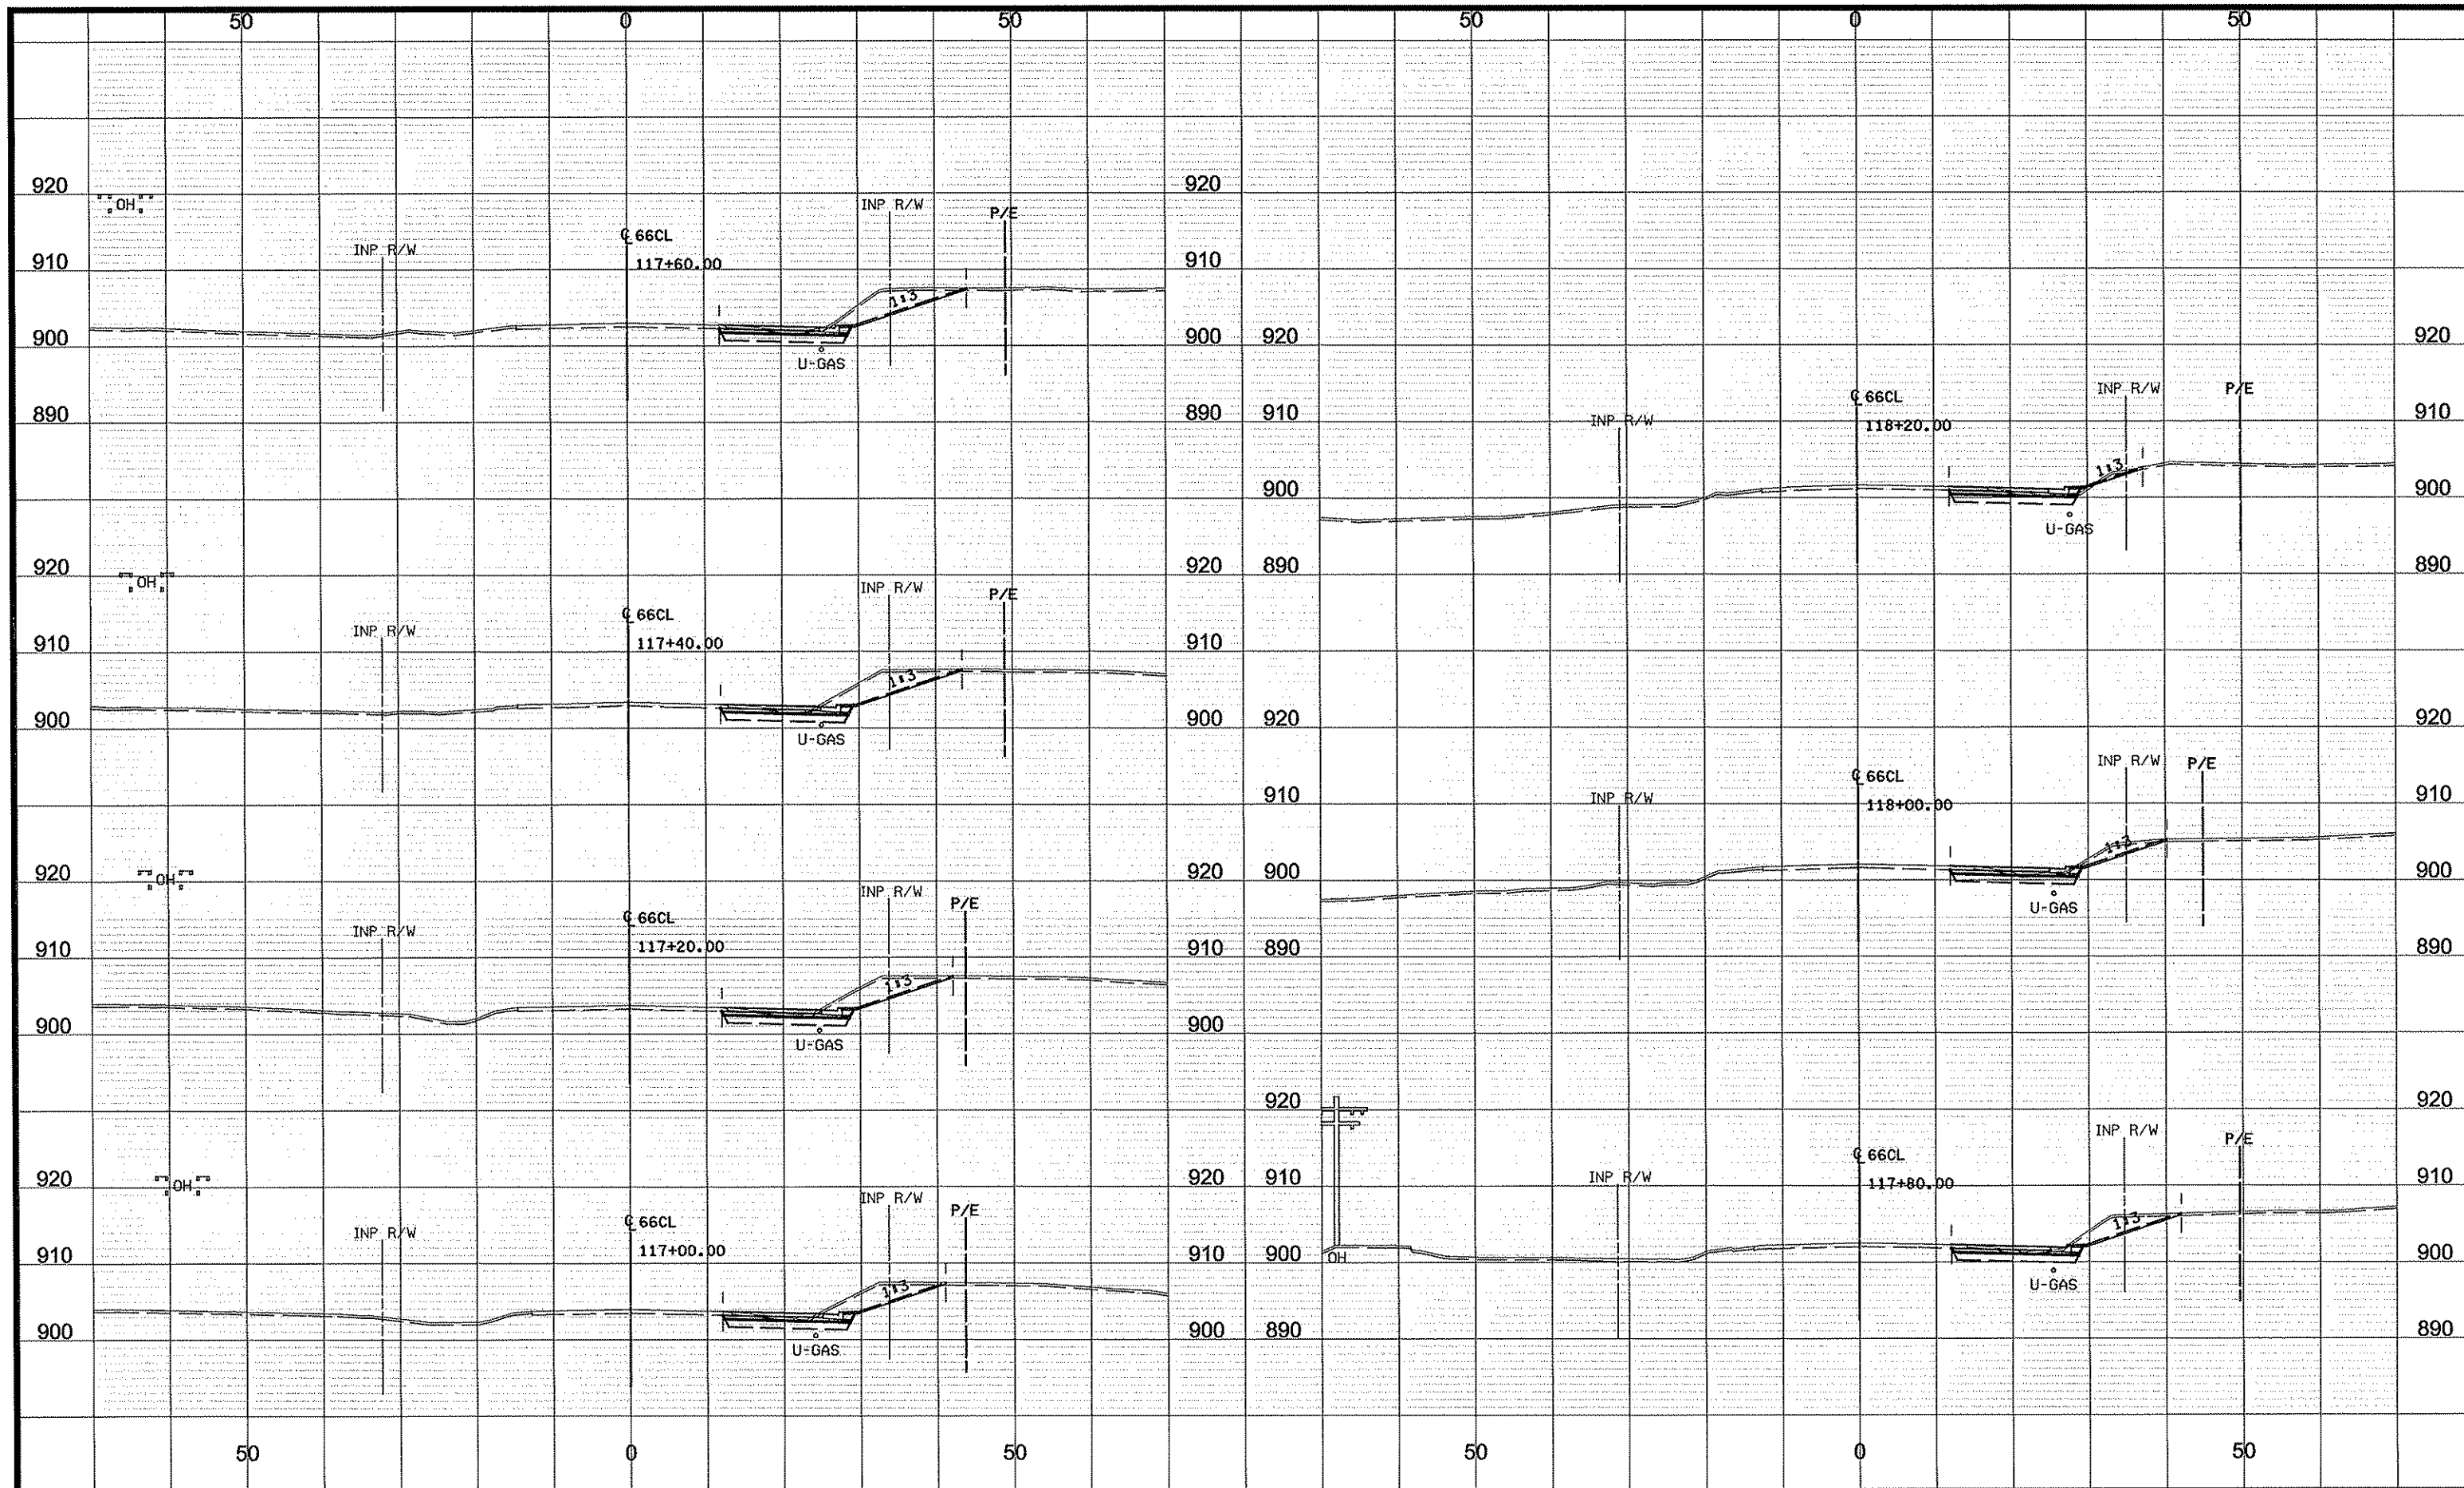 50 0 50 50 0 50
920 920
OH INP R/W P/E
℄ 66CL
INP R/W
910 117+60.00 910
1:3
900 900 920 920
U-GAS
INP R/W P/E
℄ 66CL
890 890 910 910
INP R/W 118+20.00
1:3
900 900
U-GAS
920 920 890 890
OH INP R/W P/E
℄ 66CL
INP R/W
910 117+40.00 910
1:3
900 900 920 920
U-GAS
INP R/W P/E
℄ 66CL
910 910
INP R/W 118+00.00
1:3
920 920 900 900
OH INP R/W P/E
U-GAS
℄ 66CL
INP R/W
910 117+20.00 910 890 890
1:3
900 900
U-GAS
920 920
INP R/W P/E
℄ 66CL
920 920 910 910
OH INP R/W P/E
INP R/W 117+80.00
℄ 66CL
INP R/W
1:3
910 117+00.00 910 900 900
OH
1:3
U-GAS
900 900 890 890
U-GAS
50 0 50 50 0 50